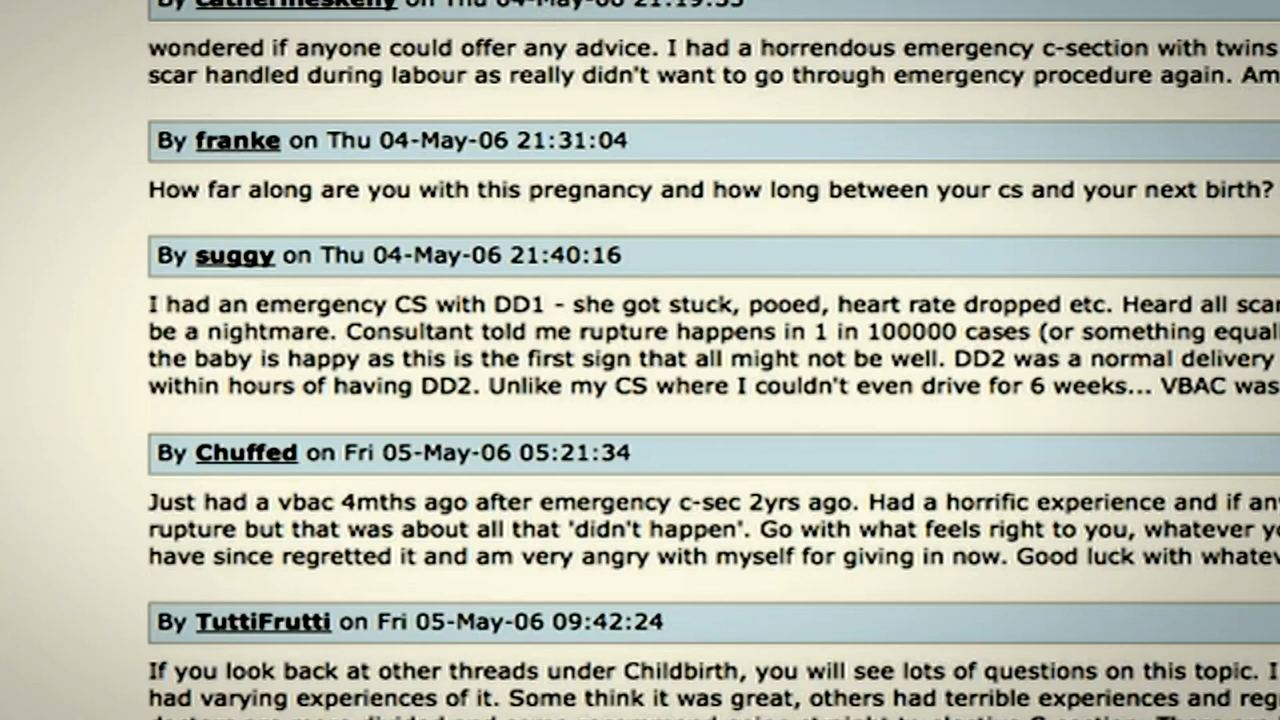 By catherineskelly on Thu 04-May-06 21:19:35
wondered if anyone could offer any advice. I had a horrendous emergency c-section with twins
scar handled during labour as really didn't want to go through emergency procedure again. Am
By franke on Thu 04-May-06 21:31:04
How far along are you with this pregnancy and how long between your cs and your next birth?
By suggy on Thu 04-May-06 21:40:16
I had an emergency CS with DD1 - she got stuck, pooed, heart rate dropped etc. Heard all scar
be a nightmare. Consultant told me rupture happens in 1 in 100000 cases (or something equal
the baby is happy as this is the first sign that all might not be well. DD2 was a normal delivery
within hours of having DD2. Unlike my CS where I couldn't even drive for 6 weeks... VBAC was
By Chuffed on Fri 05-May-06 05:21:34
Just had a vbac 4mths ago after emergency c-sec 2yrs ago. Had a horrific experience and if an
rupture but that was about all that 'didn't happen'. Go with what feels right to you, whatever
have since regretted it and am very angry with myself for giving in now. Good luck with
By TuttiFrutti on Fri 05-May-06 09:42:24
If you look back at other threads under Childbirth, you will see lots of questions on this topic. I
had varying experiences of it. Some think it was great, others had terrible experiences and reg